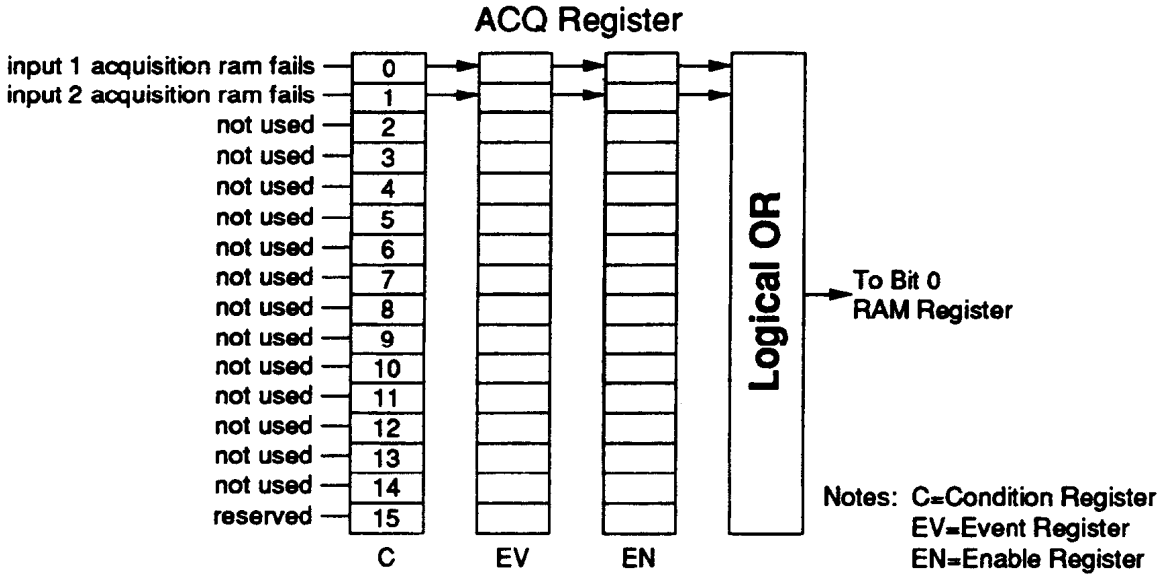 ACQ Register
input 1 acquisition ram fails 0
input 2 acquisition ram fails 1
not used 2
not used 3
not used 4
not used 5
not used 6
not used 7
not used 8
not used 9
not used 10
not used 11
not used 12
not used 13
not used 14
reserved 15
C EV EN
Logical OR
To Bit 0
RAM Register
Notes: C=Condition Register
EV=Event Register
EN=Enable Register